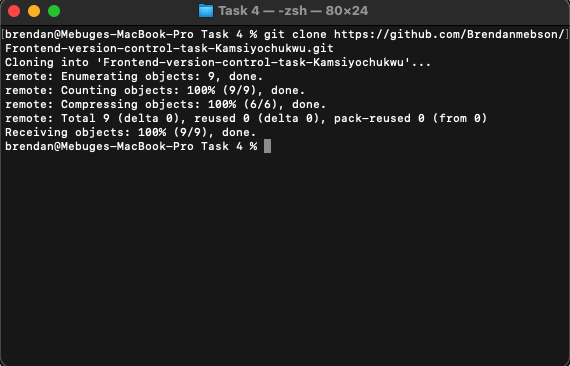 Task 4 — -zsh — 80×24
[brendan@Mebuges-MacBook-Pro Task 4 % git clone https://github.com/Brendanmebson/]
Frontend-version-control-task-Kamsiyochukwu.git
Cloning into 'Frontend-version-control-task-Kamsiyochukwu'...
remote: Enumerating objects: 9, done.
remote: Counting objects: 100% (9/9), done.
remote: Compressing objects: 100% (6/6), done.
remote: Total 9 (delta 0), reused 0 (delta 0), pack-reused 0 (from 0)
Receiving objects: 100% (9/9), done.
brendan@Mebuges-MacBook-Pro Task 4 %